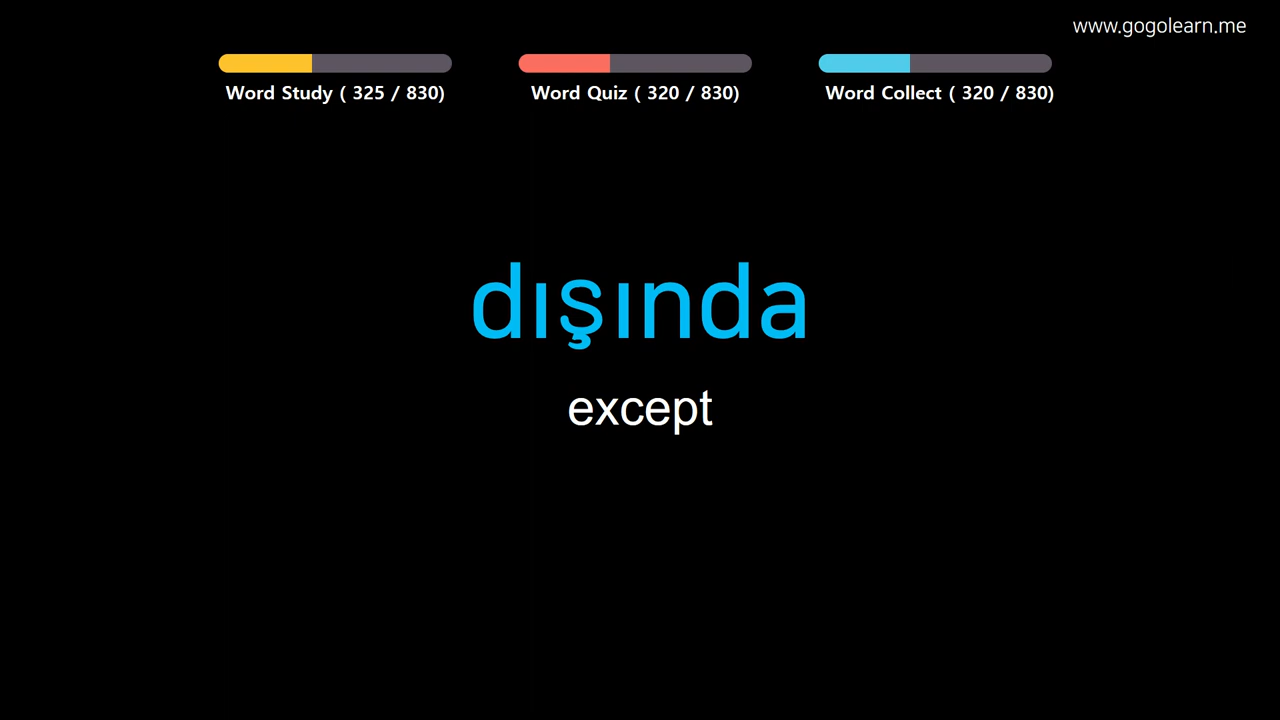 www.gogolearn.me
Word Study ( 325 / 830)
Word Quiz ( 320 / 830)
Word Collect ( 320 / 830)
dışında
except